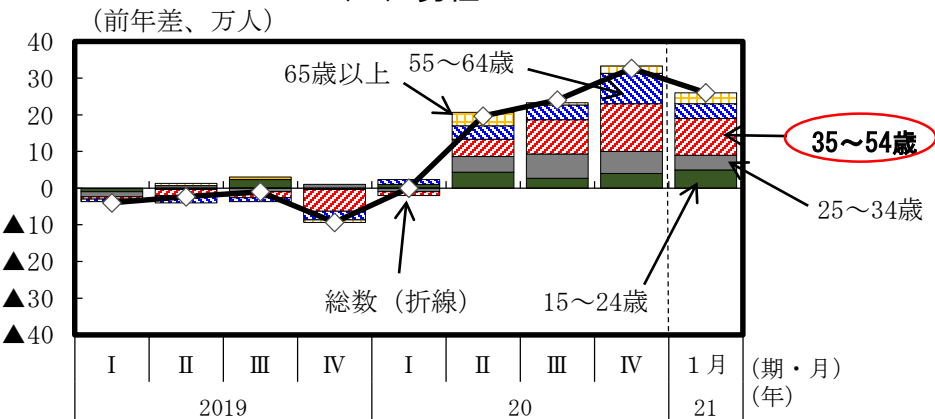 （前年差、万人）
40
30
20
10
0
▲10
▲20
▲30
▲40
65歳以上
55～64歳
35～54歳
25～34歳
15～24歳
総数（折線）
Ⅰ Ⅱ Ⅲ Ⅳ Ⅰ Ⅱ Ⅲ Ⅳ 1月 （期・月）
2019 20 21 （年）